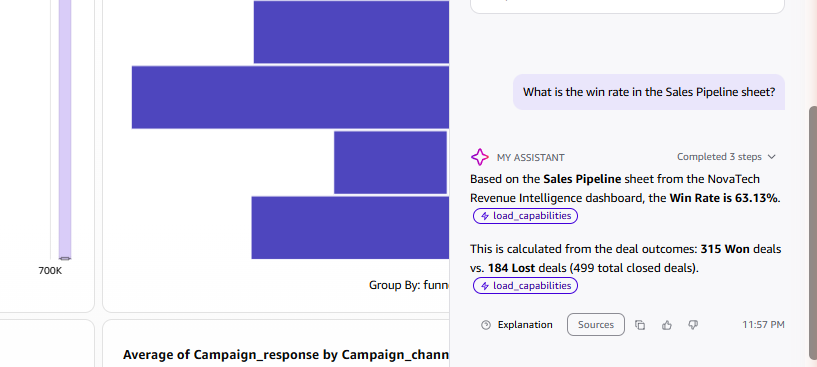 700K
Group By: funn
Average of Campaign_response by Campaign_chann
What is the win rate in the Sales Pipeline sheet?
MY ASSISTANT
Completed 3 steps
Based on the Sales Pipeline sheet from the NovaTech
Revenue Intelligence dashboard, the Win Rate is 63.13%.
load_capabilities
This is calculated from the deal outcomes: 315 Won deals
vs. 184 Lost deals (499 total closed deals).
load_capabilities
Explanation
Sources
11:57 PM